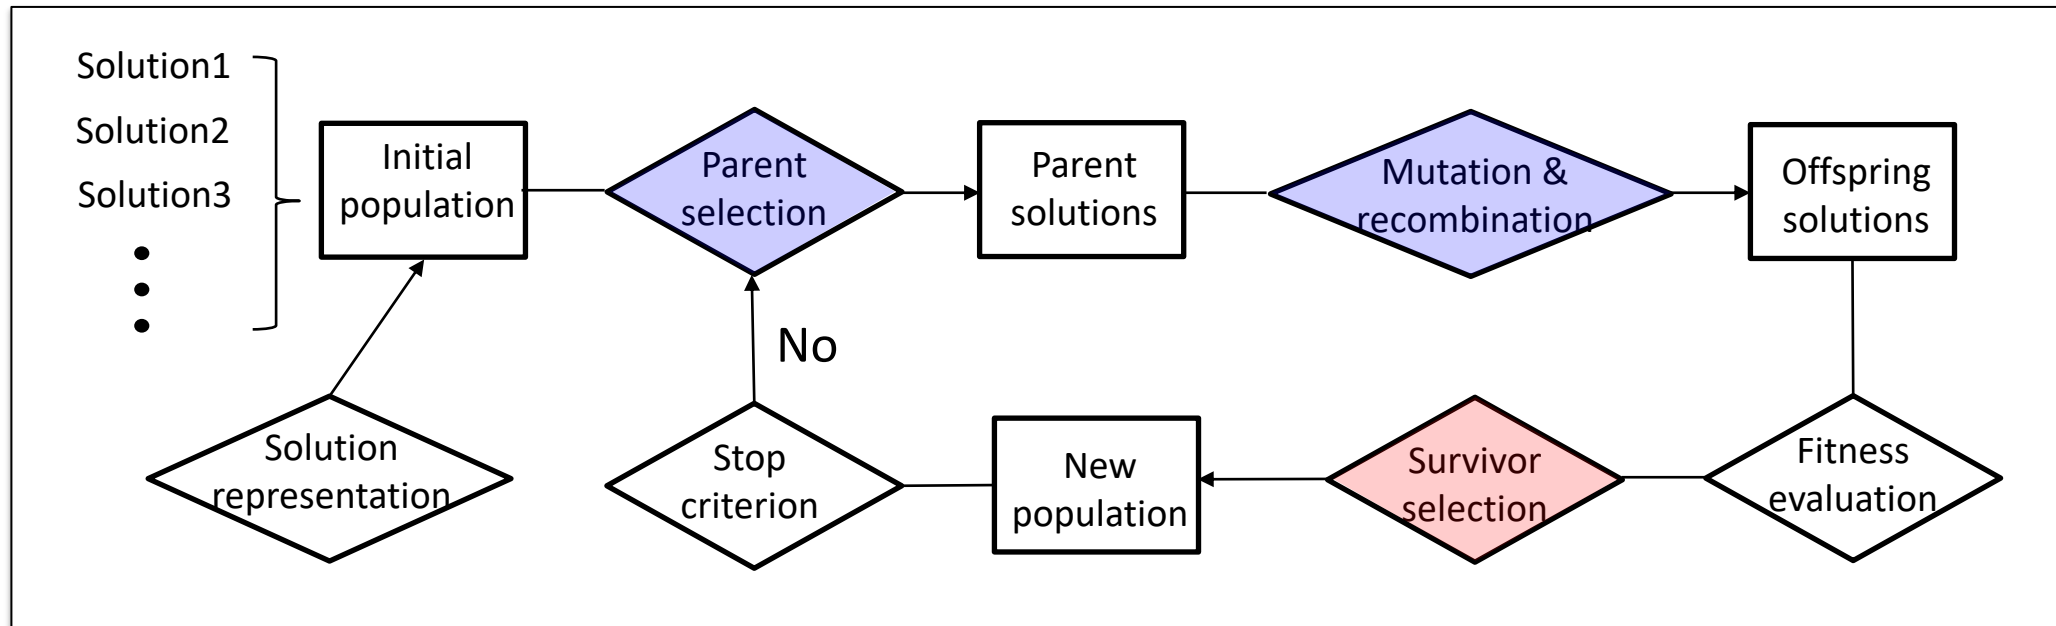 Solution1
Solution2
Solution3
Initial
population
Parent
selection
Parent
solutions
Mutation &
recombination
Offspring
solutions
No
Solution
representation
Stop
criterion
New
population
Survivor
selection
Fitness
evaluation